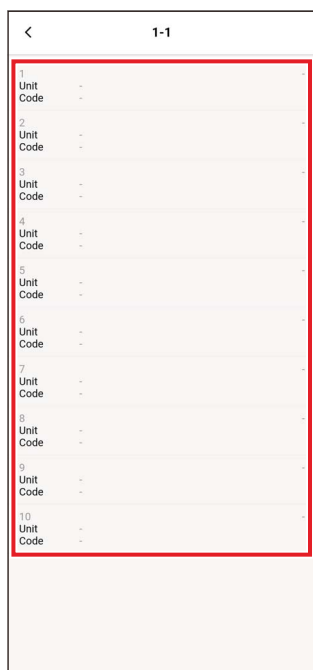 1-1
1 -
Unit -
Code -
2 -
Unit -
Code -
3 -
Unit -
Code -
4 -
Unit -
Code -
5 -
Unit -
Code -
6 -
Unit -
Code -
7 -
Unit -
Code -
8 -
Unit -
Code -
9 -
Unit -
Code -
10 -
Unit -
Code -